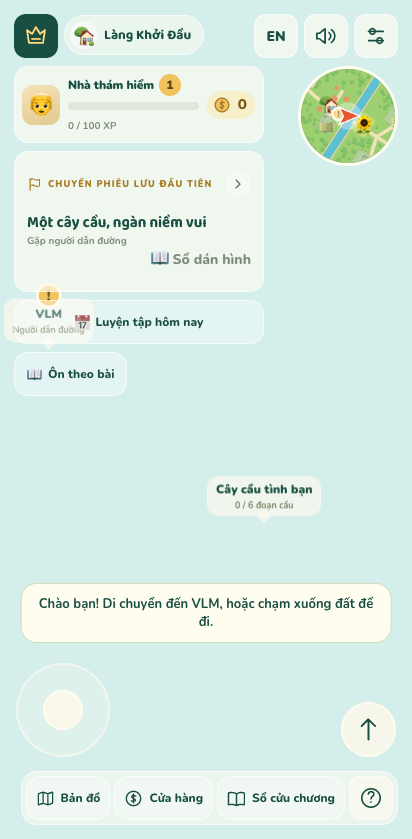 Làng Khởi Đầu
EN
Nhà thám hiểm 1
0
0 / 100 XP
CHUYẾN PHIÊU LƯU ĐẦU TIÊN
Một cây cầu, ngàn niềm vui
Gặp người dẫn đường
Sổ dán hình
!
VLM
Người dẫn đường
Luyện tập hôm nay
Ôn theo bài
Cây cầu tình bạn
0 / 6 đoạn cầu
Chào bạn! Di chuyển đến VLM, hoặc chạm xuống đất để
đi.
Bản đồ
Cửa hàng
Sổ cửu chương